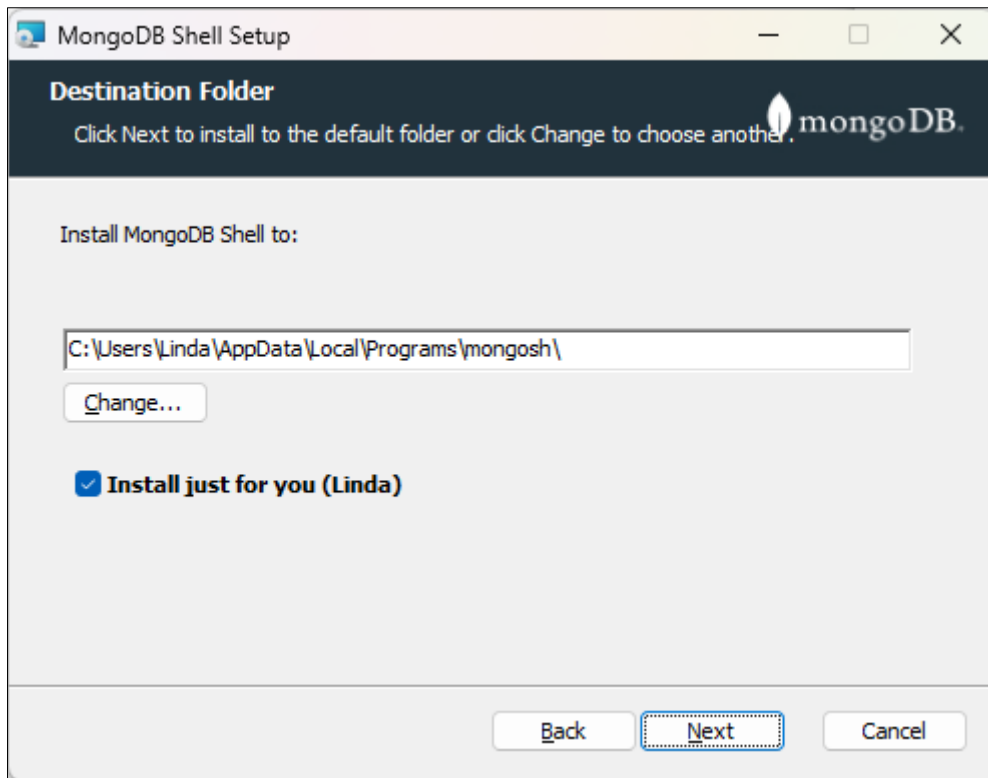 MongoDB Shell Setup
Destination Folder
Click Next to install to the default folder or click Change to choose another.
mongoDB.
Install MongoDB Shell to:
C:\Users\Linda\AppData\Local\Programs\mongosh\
Change...
Install just for you (Linda)
Back Next Cancel